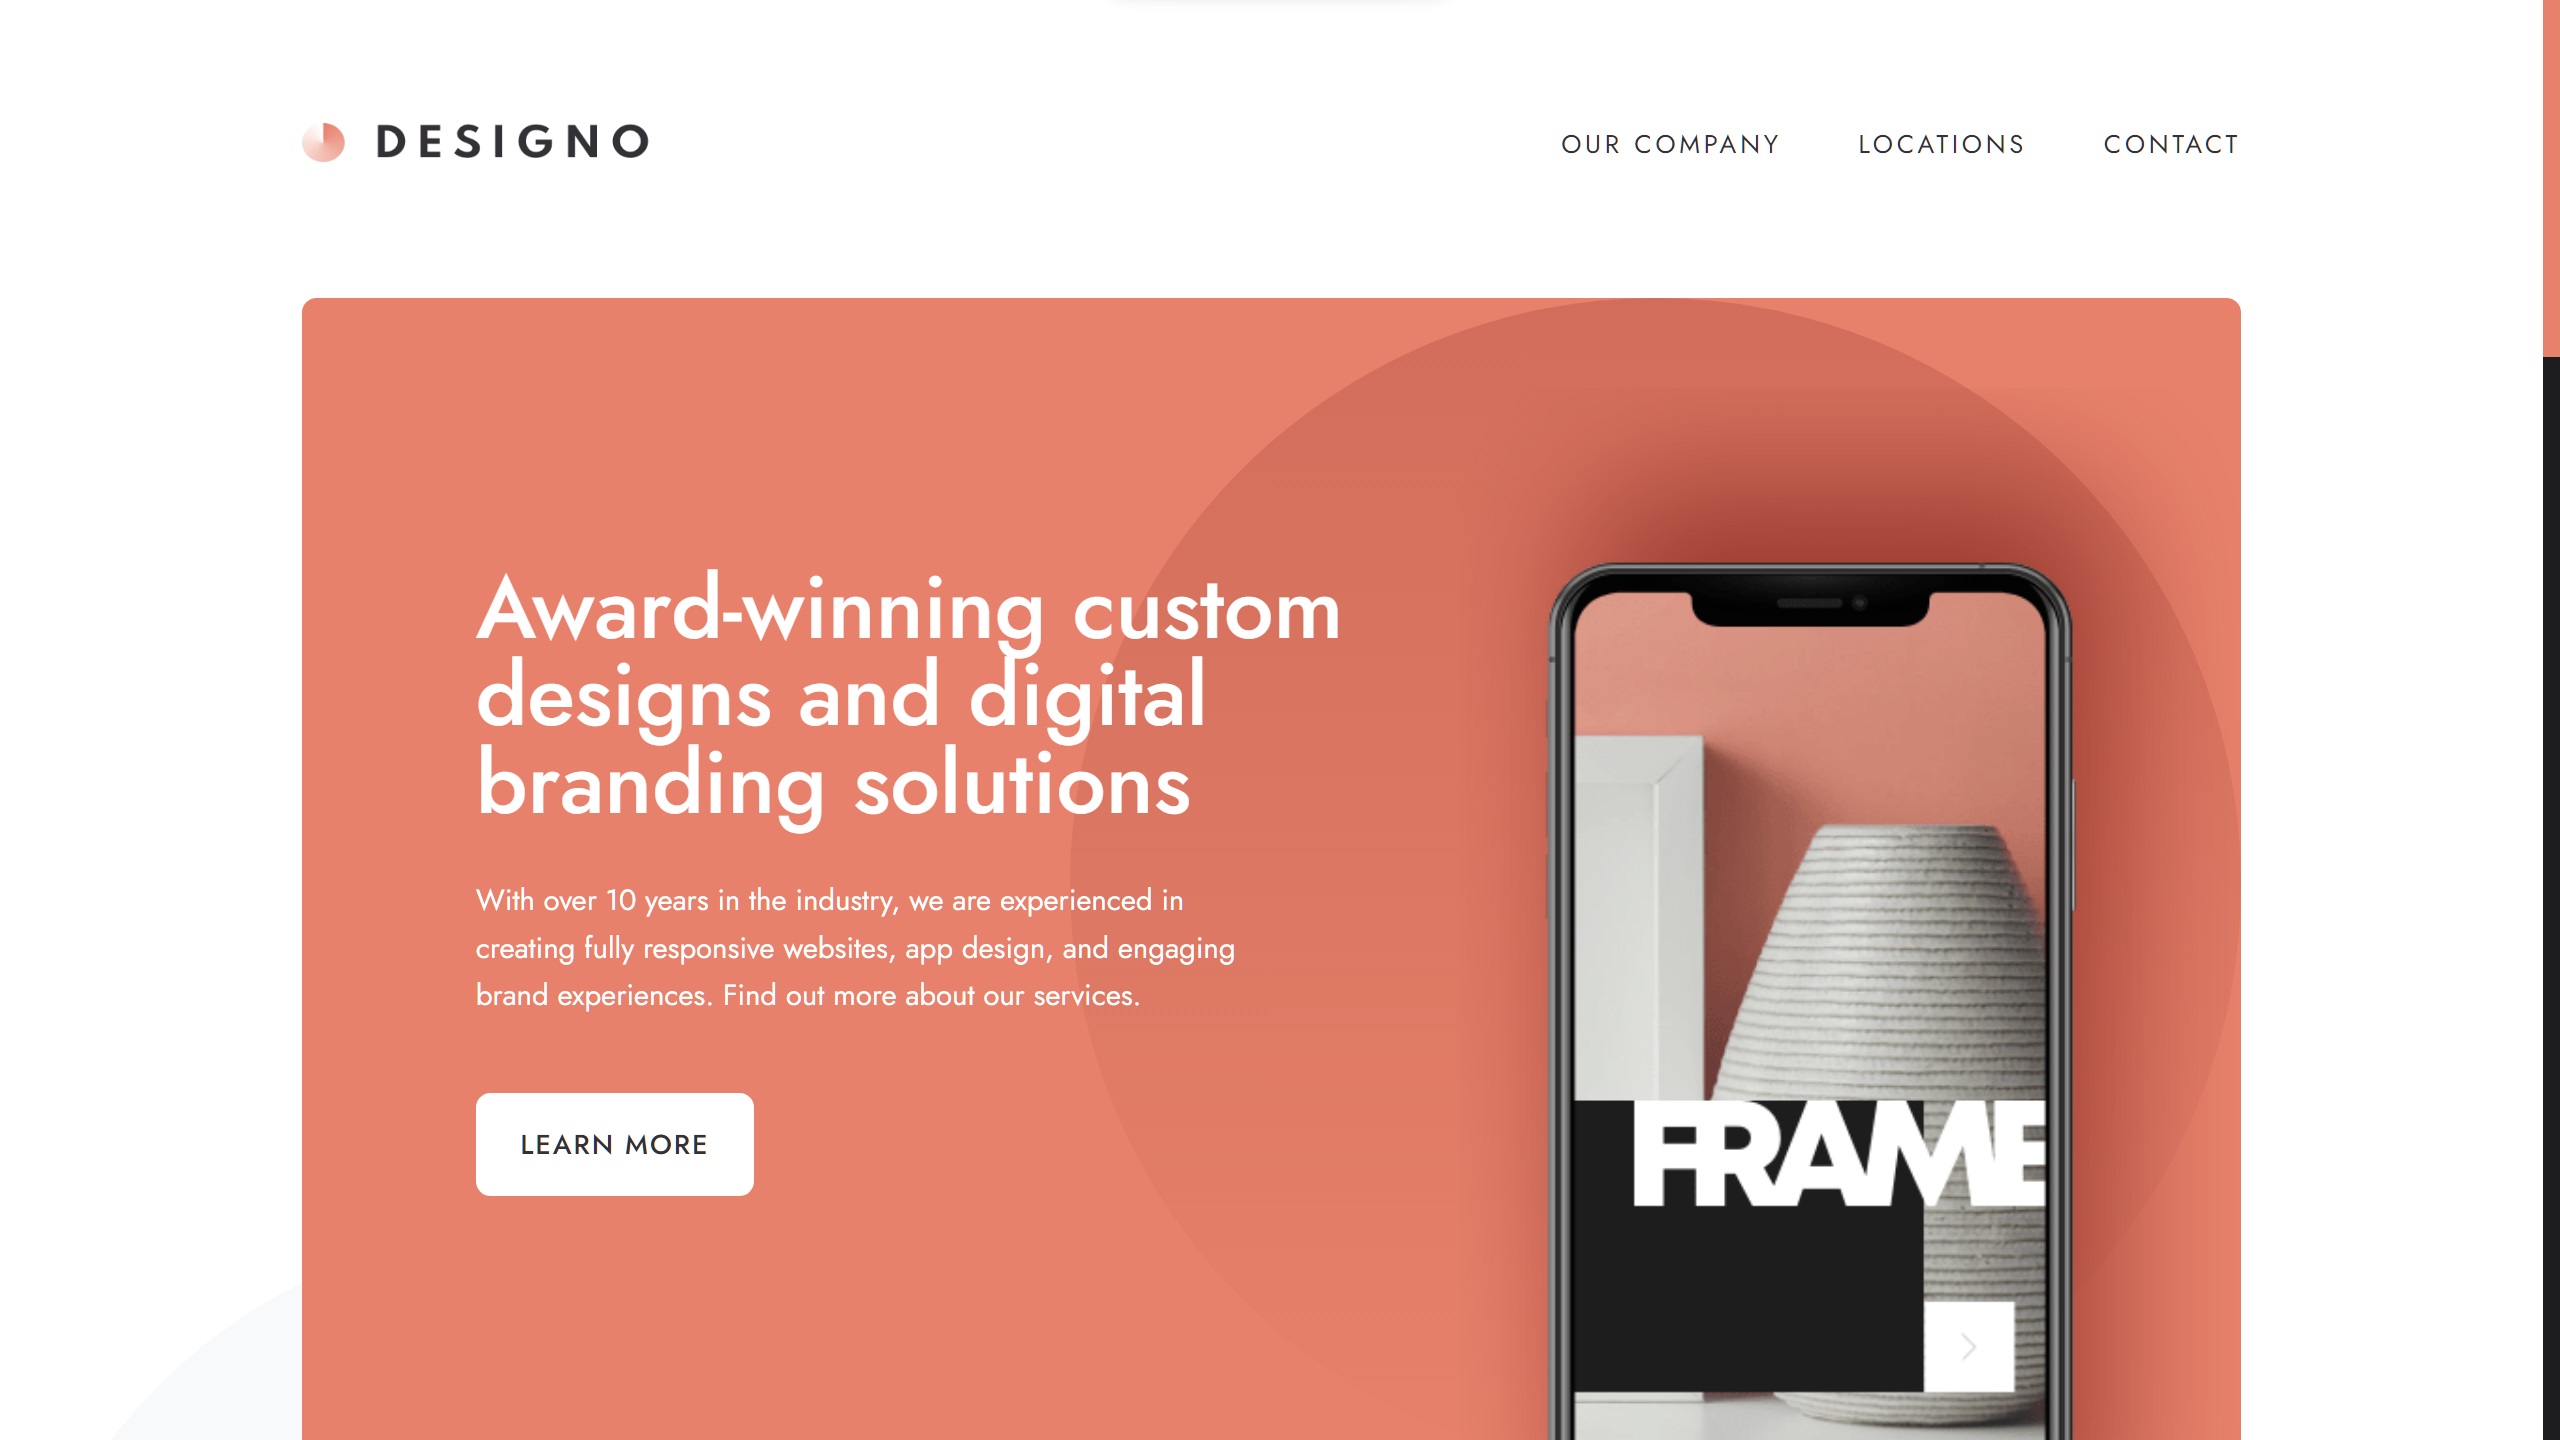 DESIGNO
OUR COMPANY
LOCATIONS
CONTACT
Award-winning custom
designs and digital
branding solutions
With over 10 years in the industry, we are experienced in
creating fully responsive websites, app design, and engaging
brand experiences. Find out more about our services.
LEARN MORE
FRAME